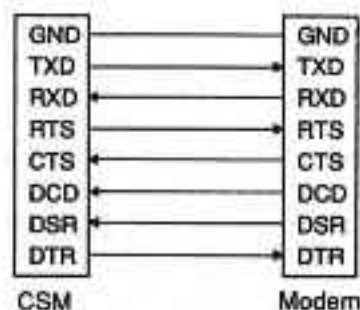 GND GND
TXD TXD
RXD RXD
RTS RTS
CTS CTS
DCD DCD
DSR DSR
DTR DTR
CSM Modem